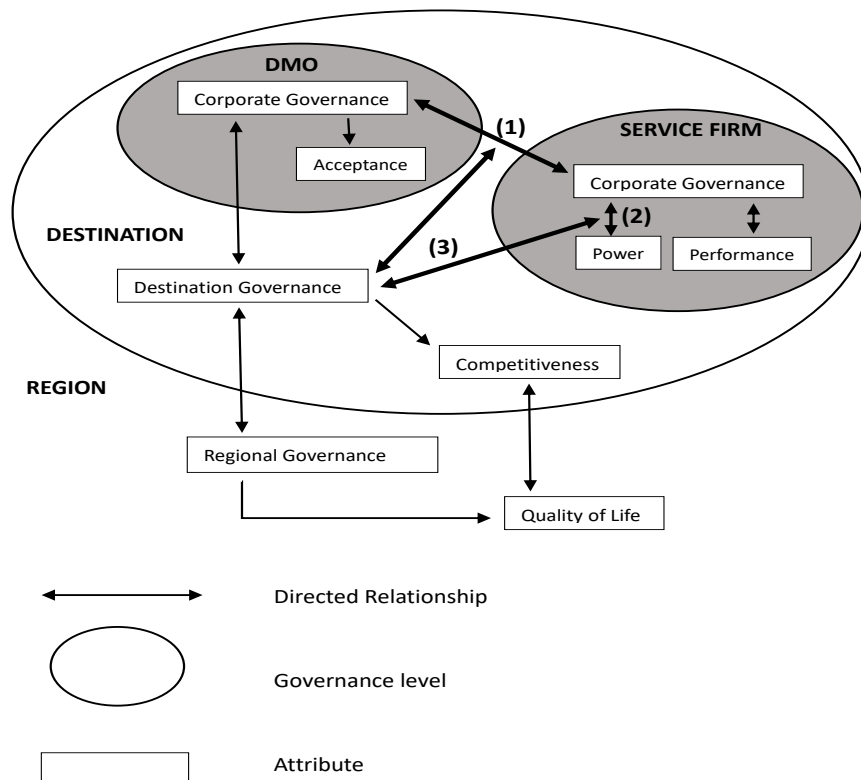 DMO
Corporate Governance
(1)
Acceptance
SERVICE FIRM
Corporate Governance
(2)
Power
Performance
DESTINATION
(3)
Destination Governance
Competitiveness
REGION
Regional Governance
Quality of Life
Directed Relationship
Governance level
Attribute